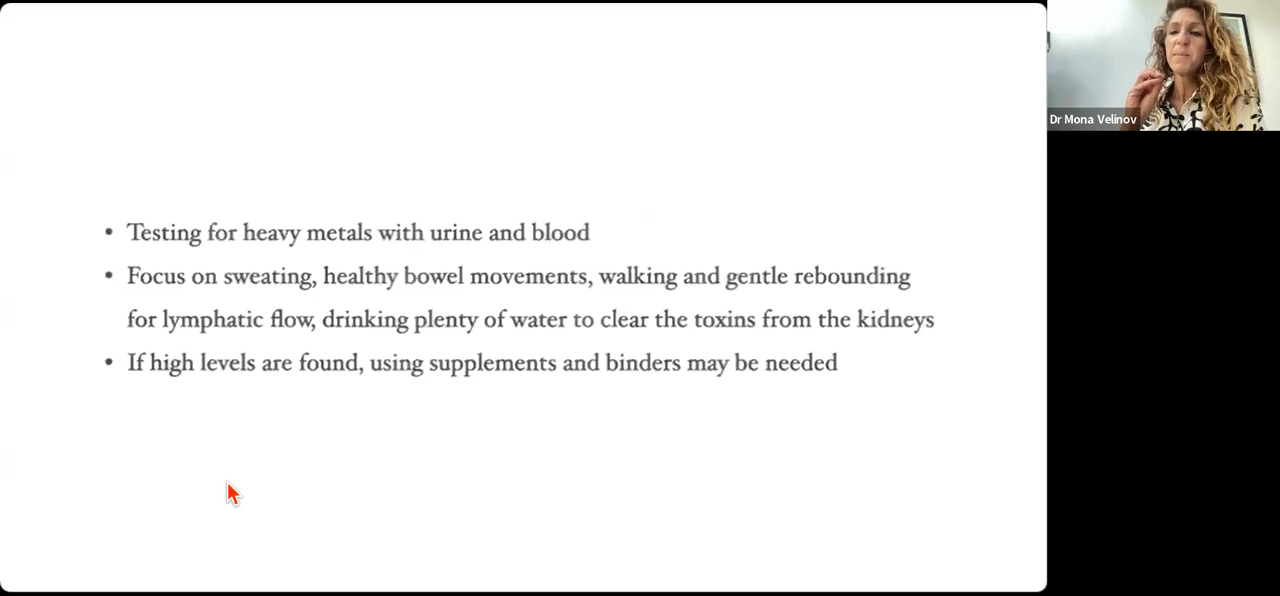 • Testing for heavy metals with urine and blood
• Focus on sweating, healthy bowel movements, walking and gentle rebounding
for lymphatic flow, drinking plenty of water to clear the toxins from the kidneys
• If high levels are found, using supplements and binders may be needed
Dr Mona Velinov